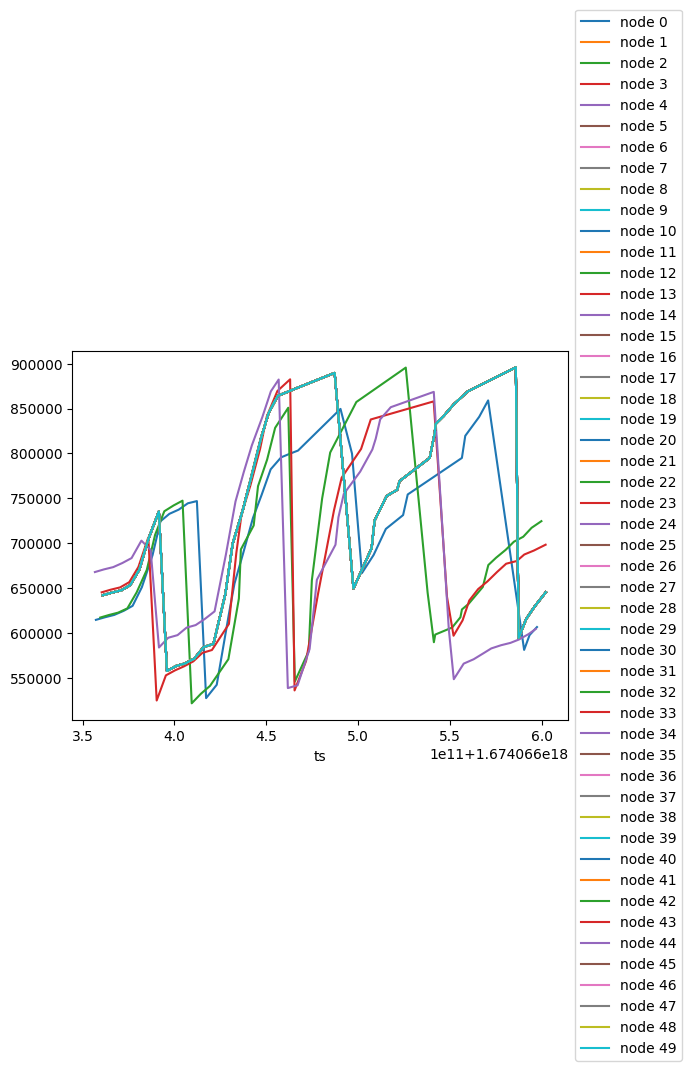 900000
850000
800000
750000
700000
650000
600000
550000
3.5 4.0 4.5 5.0 5.5 6.0
ts
1e11+1.674066e18
node 0
node 1
node 2
node 3
node 4
node 5
node 6
node 7
node 8
node 9
node 10
node 11
node 12
node 13
node 14
node 15
node 16
node 17
node 18
node 19
node 20
node 21
node 22
node 23
node 24
node 25
node 26
node 27
node 28
node 29
node 30
node 31
node 32
node 33
node 34
node 35
node 36
node 37
node 38
node 39
node 40
node 41
node 42
node 43
node 44
node 45
node 46
node 47
node 48
node 49